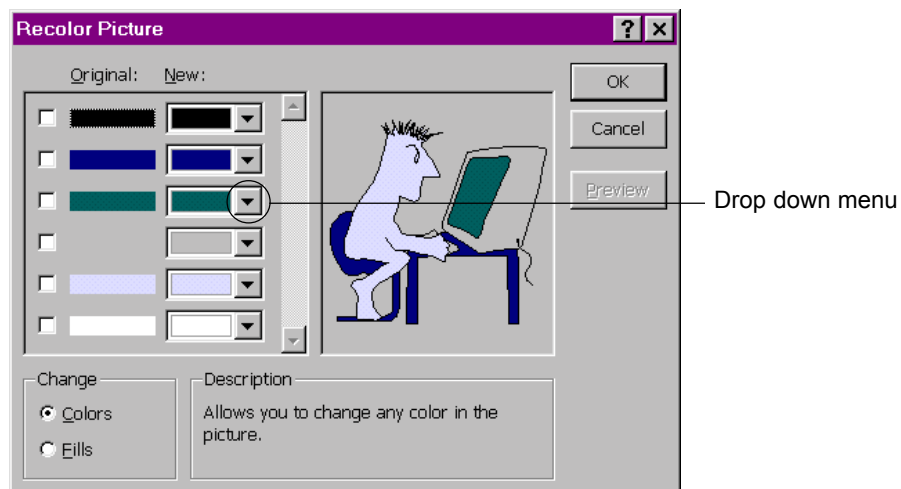 Recolor Picture
Original: New:
OK
Cancel
Preview
Drop down menu
Change
Colors
Fills
Description
Allows you to change any color in the
picture.